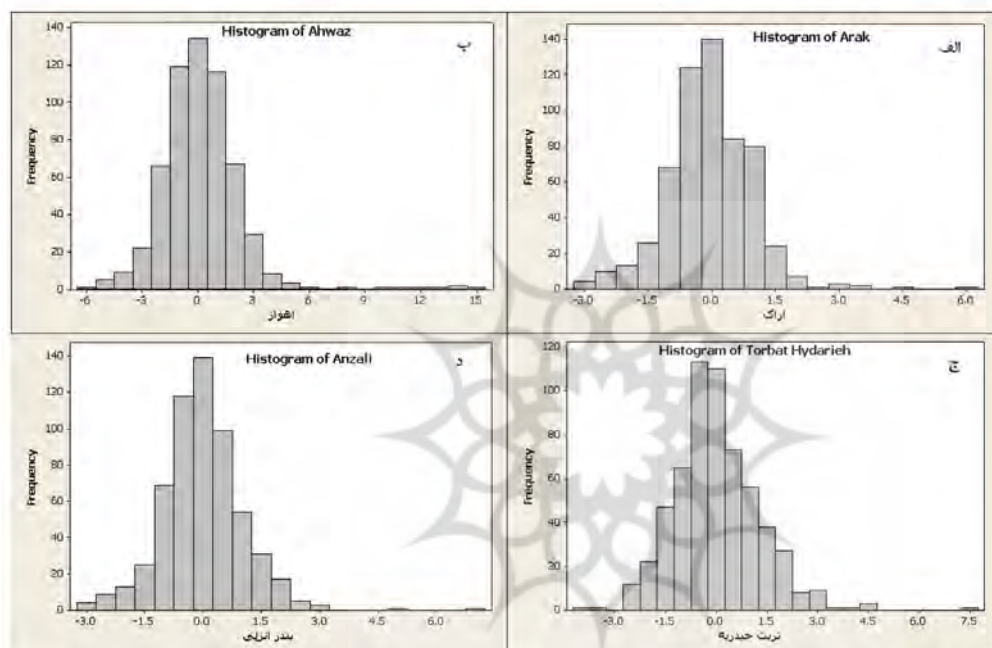 Histogram of Ahwaz
ب
Frequency
140
120
100
80
60
40
20
0
-6 -3 0 3 6 9 12 15
اهواز
Histogram of Arak
الف
Frequency
140
120
100
80
60
40
20
0
-3.0 -1.5 0.0 1.5 3.0 4.5 6.0
اراک
Histogram of Anzali
د
Frequency
140
120
100
80
60
40
20
0
-3.0 -1.5 0.0 1.5 3.0 4.5 6.0
بندر انزلی
Histogram of Torbat Hydarieh
ج
Frequency
120
100
80
60
40
20
0
-3.0 -1.5 0.0 1.5 3.0 4.5 6.0 7.5
تربت حیدریه